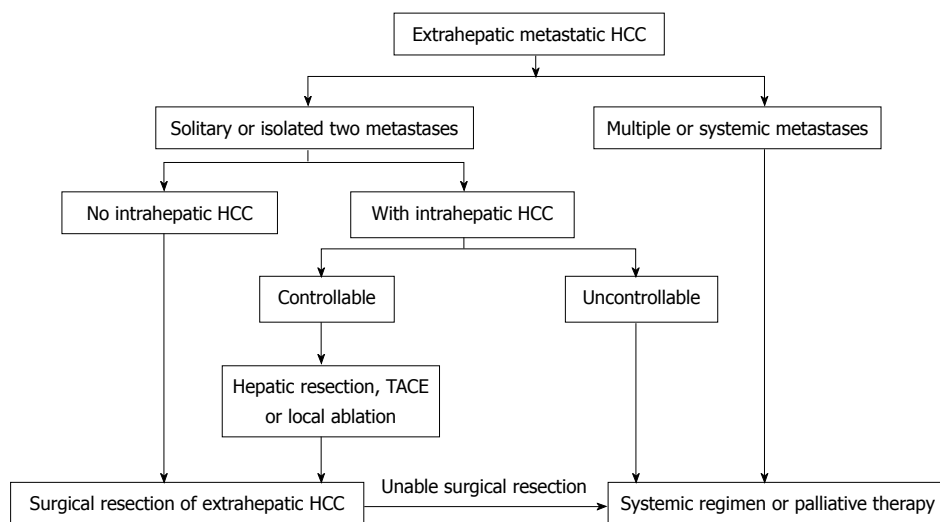 Extrahepatic metastatic HCC
Solitary or isolated two metastases
Multiple or systemic metastases
No intrahepatic HCC
With intrahepatic HCC
Controllable
Uncontrollable
Hepatic resection, TACE
or local ablation
Surgical resection of extrahepatic HCC
Unable surgical resection
Systemic regimen or palliative therapy